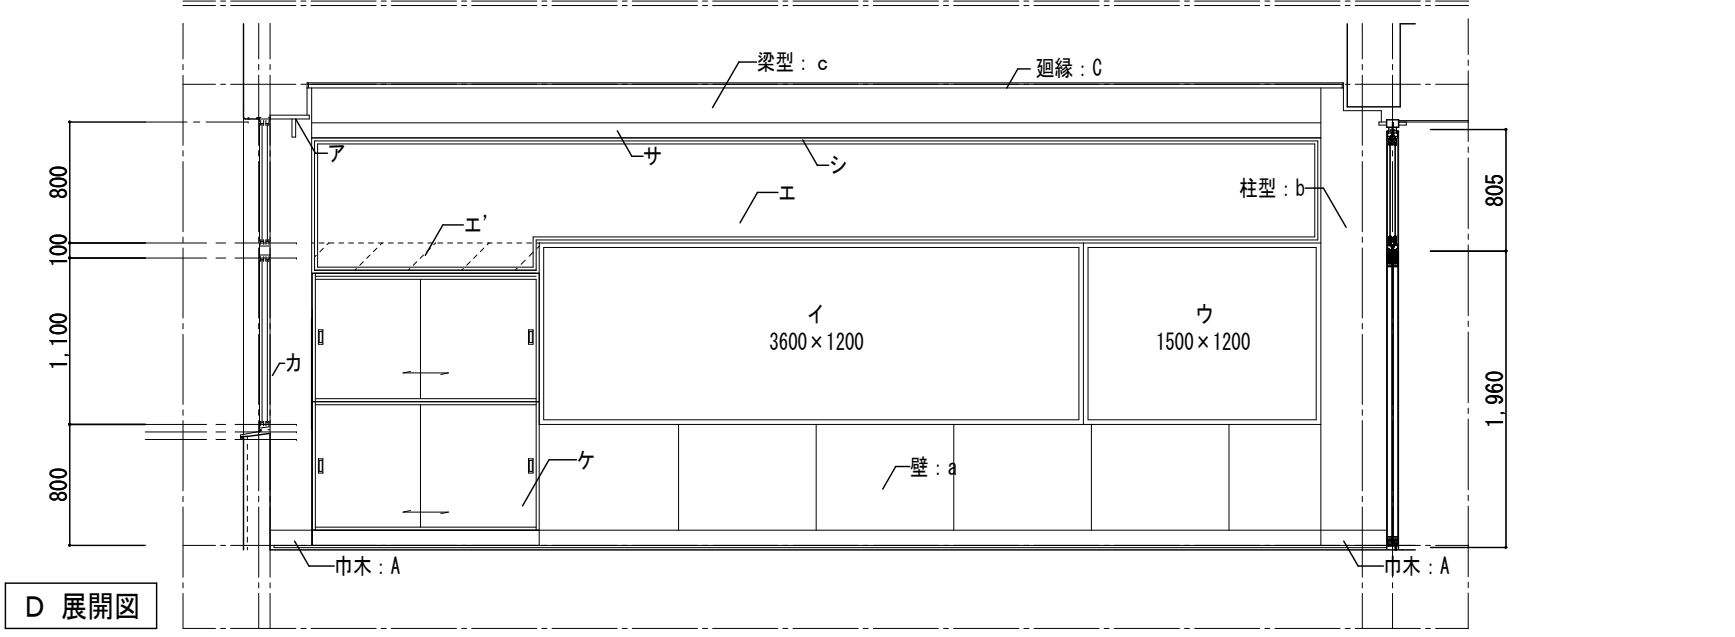 梁型：c
廻縁：C
ア
サ
シ
800
エ
柱型：b
805
エ'
100
イ
3600×1200
ウ
1500×1200
1,100
カ
1,960
ケ
壁：a
800
巾木：A
巾木：A
D 展開図